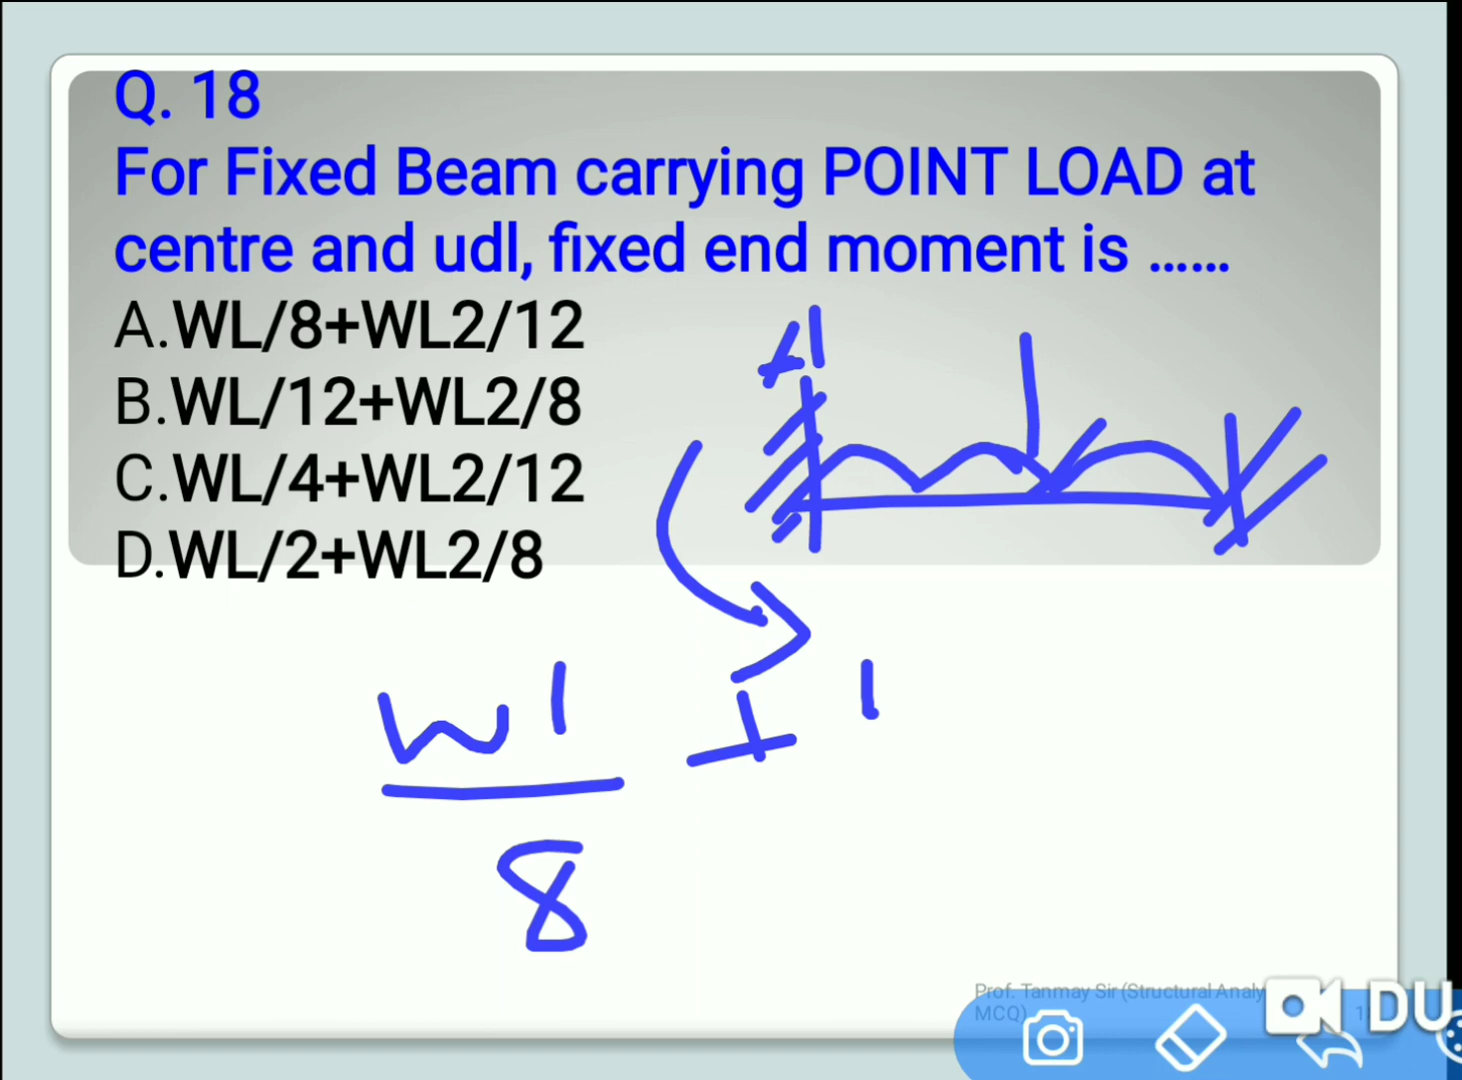 Q. 18
For Fixed Beam carrying POINT LOAD at
centre and udl, fixed end moment is ......
A.WL/8+WL2/12
B.WL/12+WL2/8
C.WL/4+WL2/12
D.WL/2+WL2/8
wl
+
8
Prof. Tanmay Sir (Structural Analy
MCQ)
DU